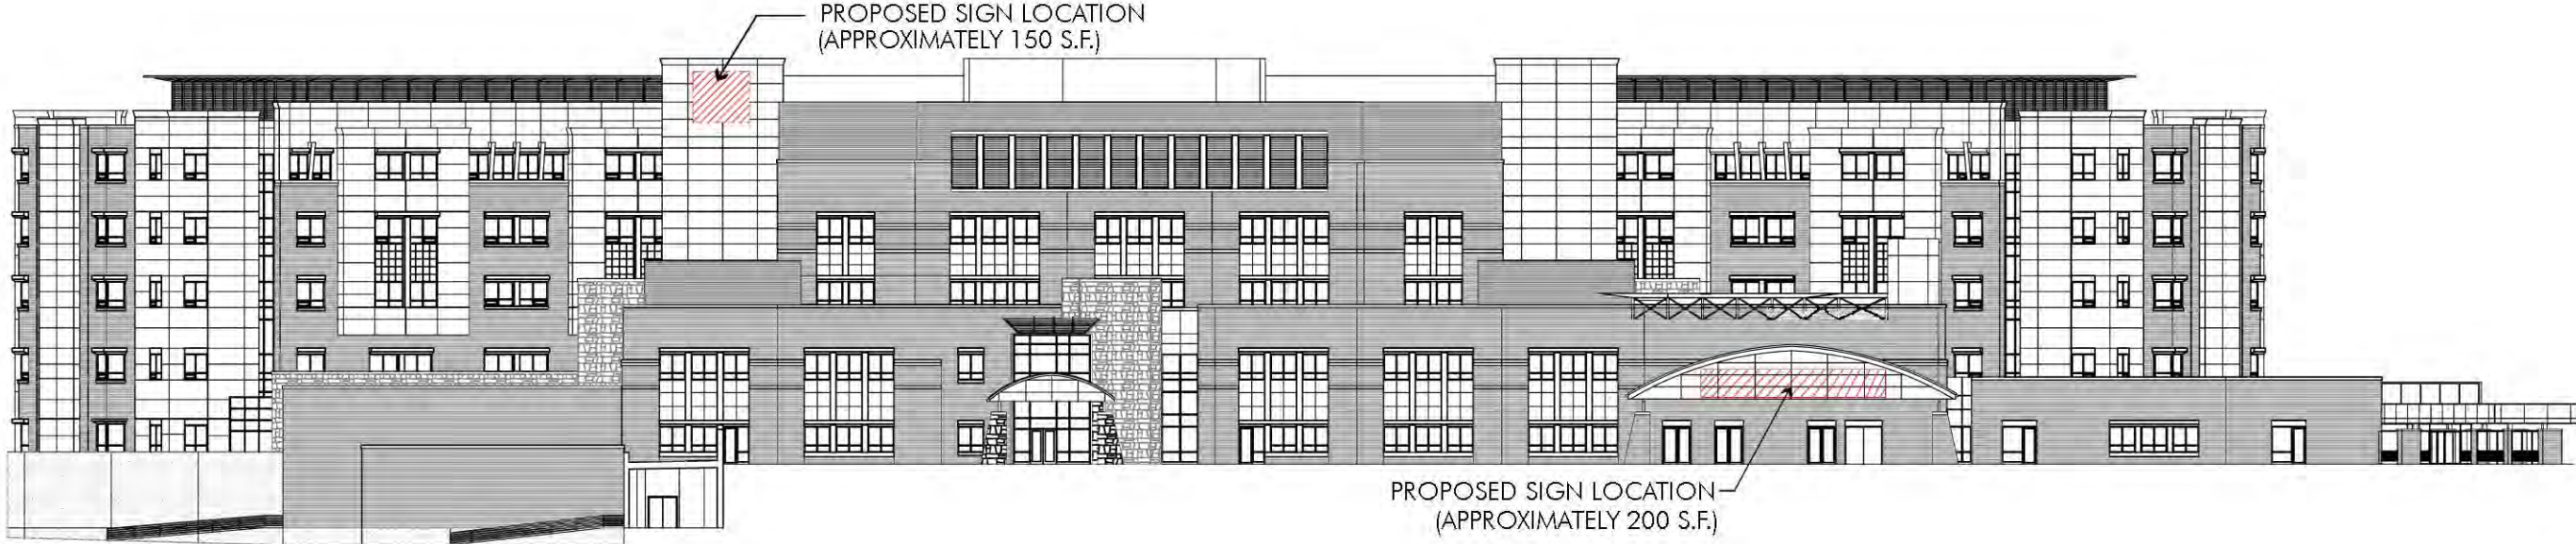 PROPOSED SIGN LOCATION
(APPROXIMATELY 150 S.F.)
PROPOSED SIGN LOCATION
(APPROXIMATELY 200 S.F.)